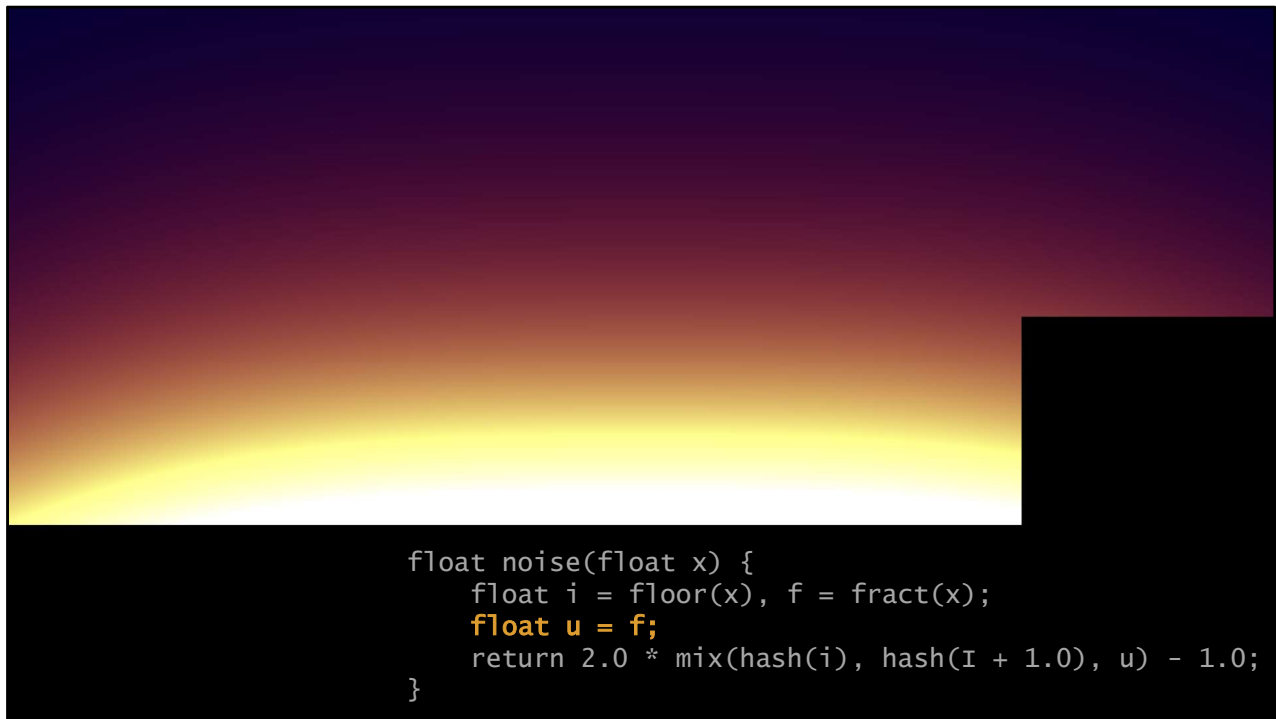 float noise(float x) {
    float i = floor(x), f = fract(x);
    float u = f;
    return 2.0 * mix(hash(i), hash(I + 1.0), u) - 1.0;
}